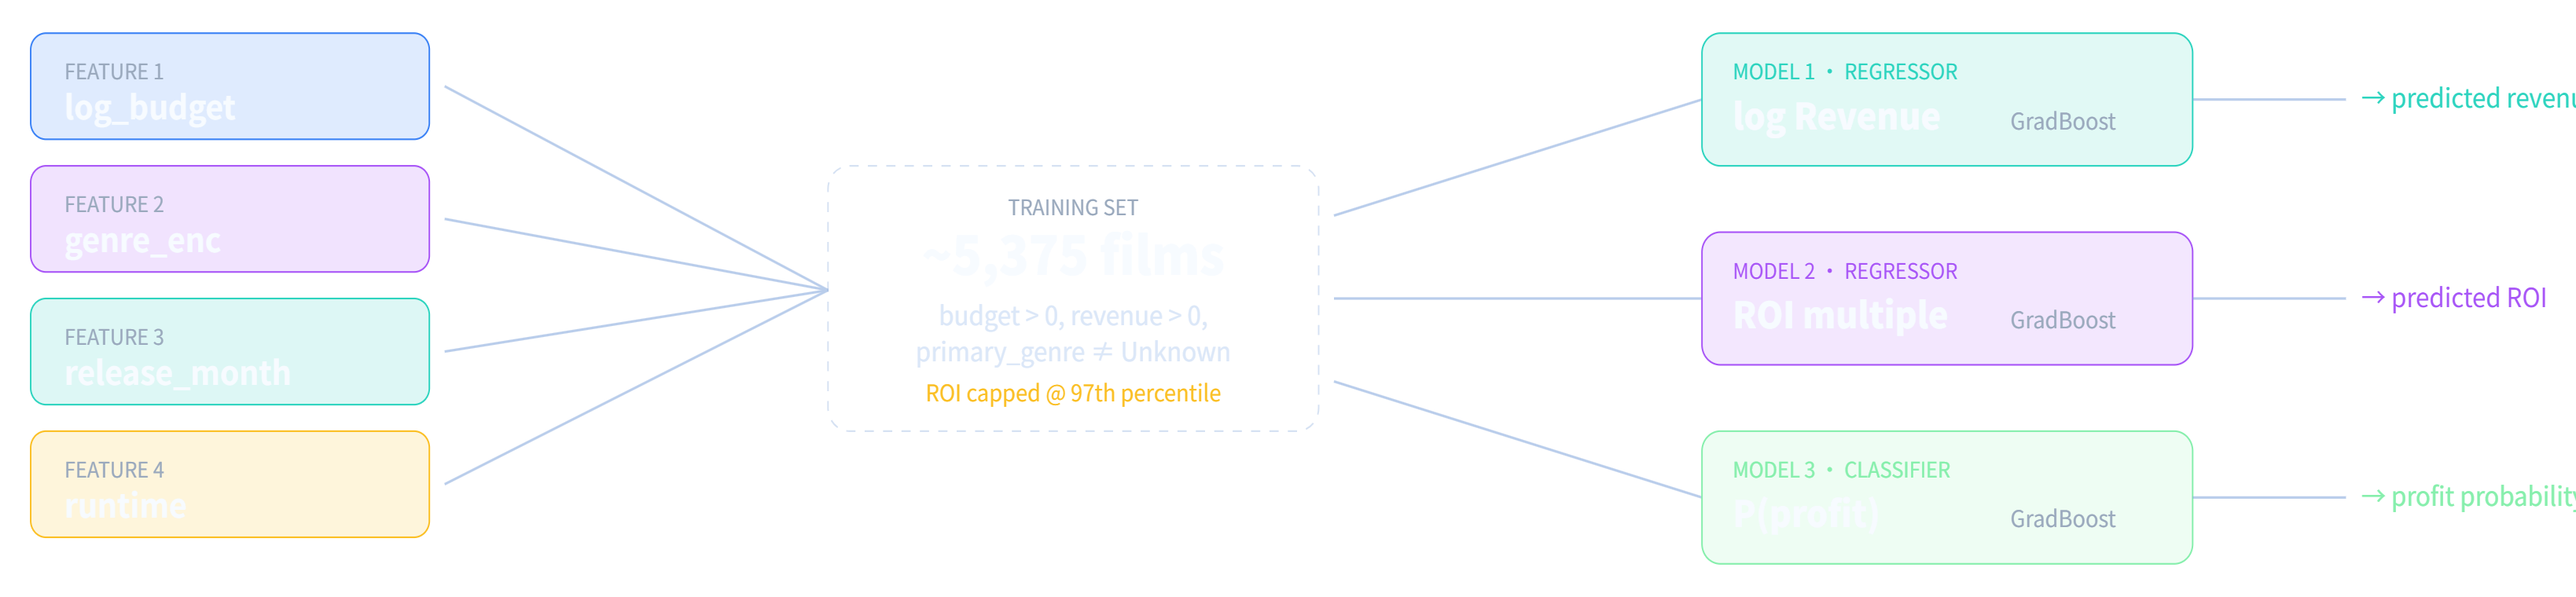 FEATURE 1
log_budget
FEATURE 2
genre_enc
FEATURE 3
release_month
FEATURE 4
runtime
TRAINING SET
~5,375 films
budget > 0, revenue > 0,
primary_genre ≠ Unknown
ROI capped @ 97th percentile
MODEL 1 • REGRESSOR
log Revenue GradBoost
→ predicted revenu
MODEL 2 • REGRESSOR
ROI multiple GradBoost
→ predicted ROI
MODEL 3 • CLASSIFIER
P(profit) GradBoost
→ profit probability